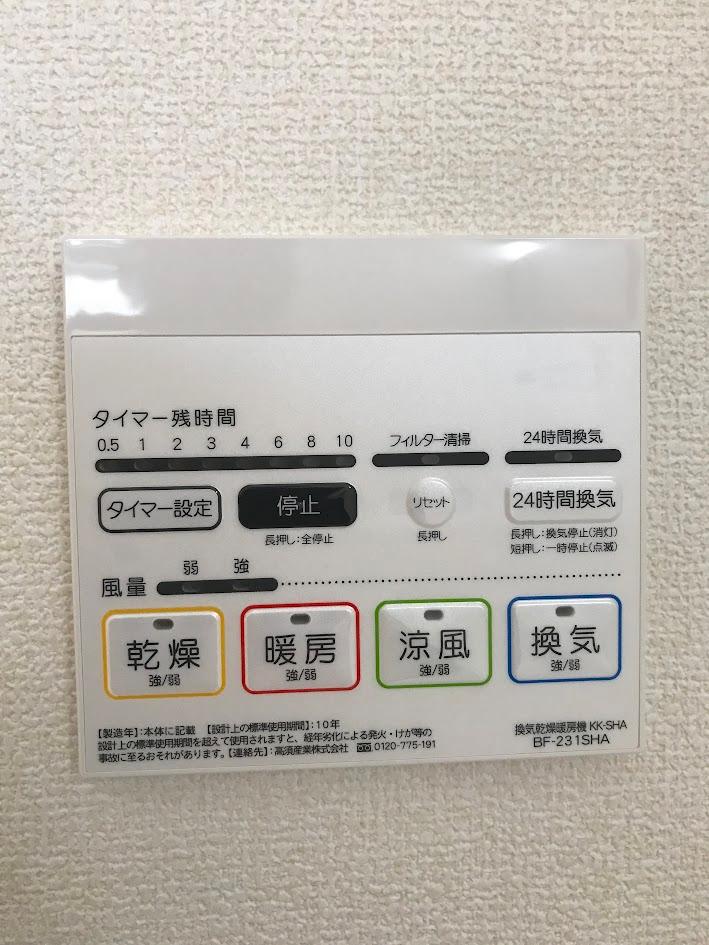 タイマー残時間
0.5 1 2 3 4 6 8 10 フィルター清掃 24時間換気
タイマー設定 停止 リセット 24時間換気
長押し:全停止 長押し 長押し:換気停止(消灯)
短押し:一時停止(点滅)
弱 強
風量
乾燥 暖房 涼風 換気
強/弱 強/弱 強/弱 強/弱
【製造年】:本体に記載 【設計上の標準使用期間】:10年
設計上の標準使用期間を超えて使用されますと、経年劣化による発火・けが等の
事故に至るおそれがあります。【連絡先】:高須産業株式会社 0120-775-191
換気乾燥暖房機 KK-SHA
BF-231SHA